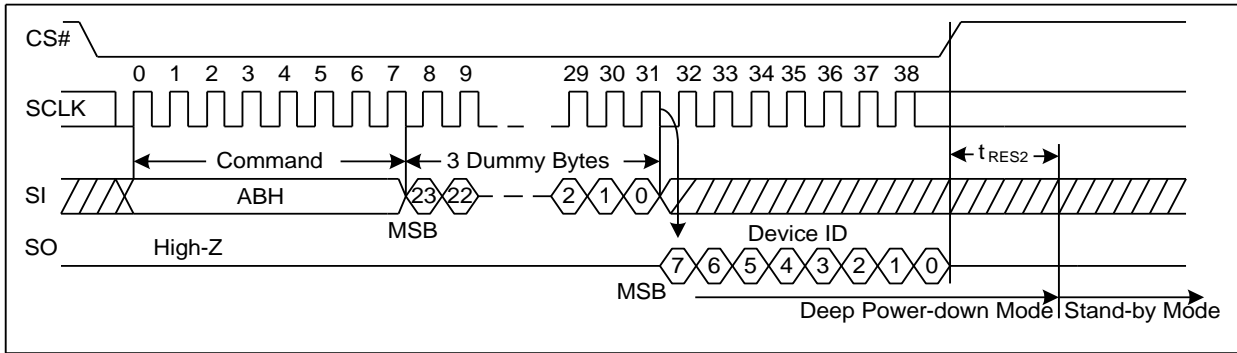 CS#
0 1 2 3 4 5 6 7 8 9 29 30 31 32 33 34 35 36 37 38
SCLK
Command 3 Dummy Bytes tRES2
SI ABH 23 22 2 1 0
MSB Device ID
SO High-Z
7 6 5 4 3 2 1 0
MSB
Deep Power-down Mode Stand-by Mode